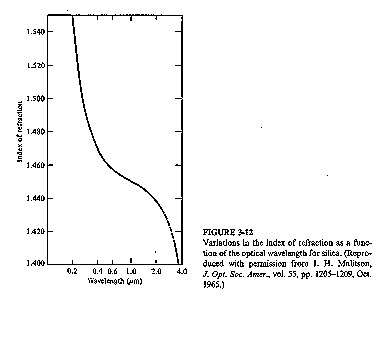 1.540
1.520
1.500
1.480
1.460
1.440
1.400
Index of refraction
0.2 0.4 0.6 1.0 2.0 4.0
Wavelength (μm)
FIGURE 3-12
Variations in the index of refraction as a func-
tion of the optical wavelength for silica. (Repro-
duced with permission from I. H. Malitson,
J. Opt. Soc. Amer., vol. 55, pp. 1205–1209, Oct.
1965.)